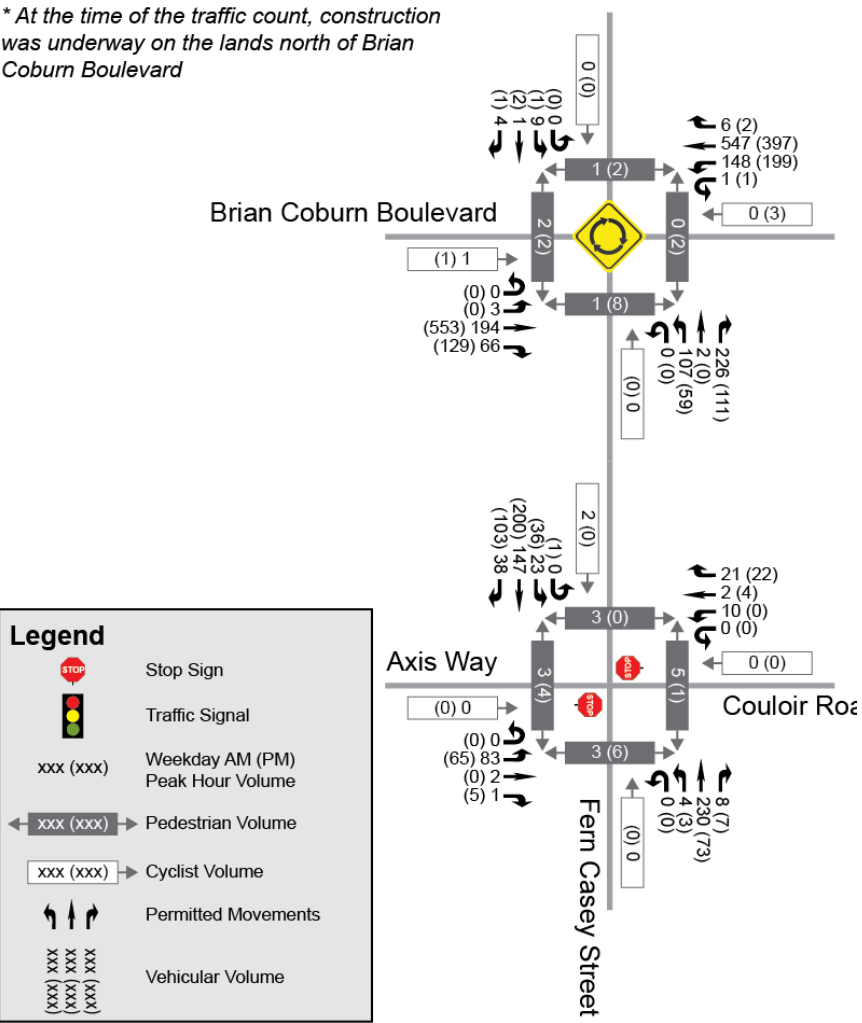 * At the time of the traffic count, construction
was underway on the lands north of Brian
Coburn Boulevard
0 (0)
(1) 4
(2) 1
(1) 9
(0) 0
6 (2)
547 (397)
148 (199)
1 (1)
1 (2)
Brian Coburn Boulevard
2 (2)
0 (2)
0 (3)
(1) 1
(0) 0
(0) 3
(553) 194
(129) 66
1 (8)
(0) 0
0 (0)
107 (59)
2 (0)
226 (111)
2 (0)
(103) 38
(200) 147
(36) 23
(1) 0
21 (22)
2 (4)
10 (0)
0 (0)
3 (0)
Axis Way
3 (4)
STOP
5 (1)
0 (0)
(0) 0
STOP
Couloir Roa
(0) 0
(65) 83
(0) 2
(5) 1
3 (6)
Fern Casey Street
(0) 0
0 (0)
4 (3)
230 (73)
8 (7)
Legend
STOP
Stop Sign
Traffic Signal
xxx (xxx)
Weekday AM (PM)
Peak Hour Volume
xxx (xxx)
Pedestrian Volume
xxx (xxx)
Cyclist Volume
Permitted Movements
xxx (xxx)
xxx (xxx)
xxx (xxx)
Vehicular Volume